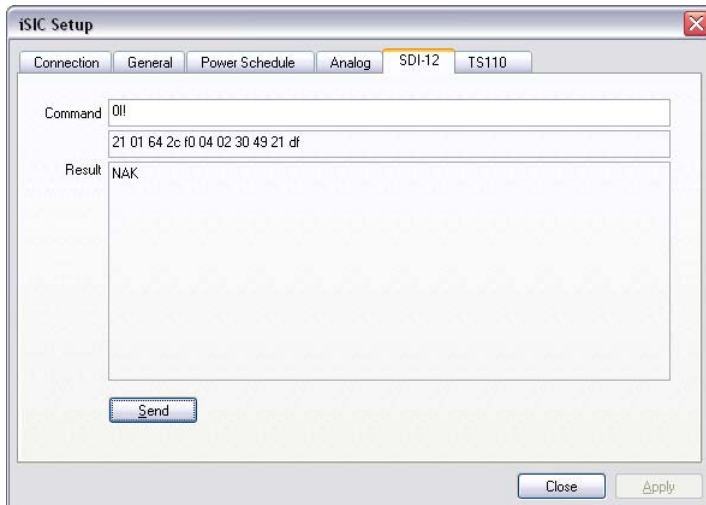 iSIC Setup
Connection General Power Schedule Analog SDI-12 TS110
Command 0I!
21 01 64 2c f0 04 02 30 49 21 df
Result NAK
Send
Close Apply